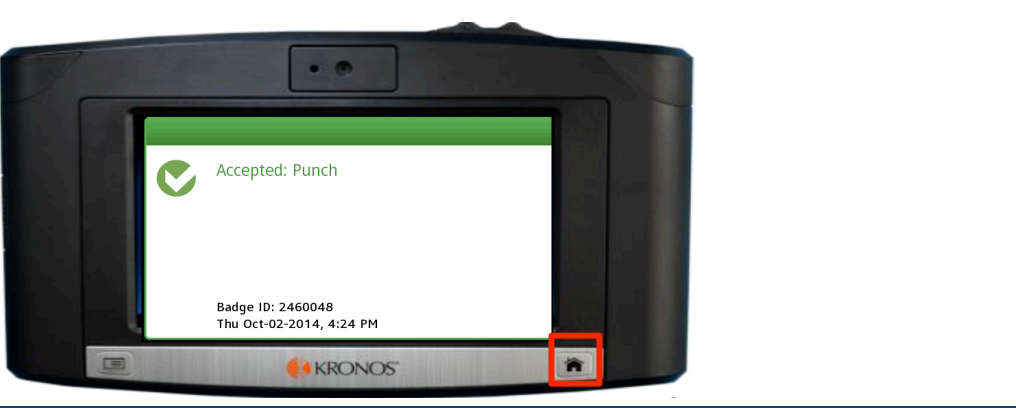 Accepted: Punch
Badge ID: 2460048
Thu Oct-02-2014, 4:24 PM
KRONOS